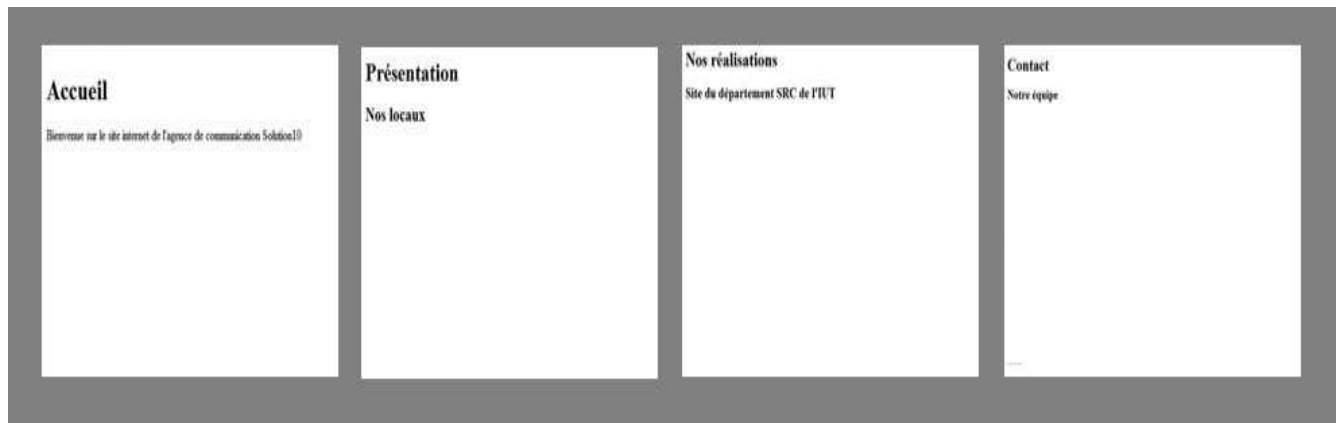 Accueil
Bienvenue sur le site internet de l'agence de communication Solution10
Présentation
Nos locaux
Nos réalisations
Site du département SRC de l'IUT
Contact
Notre équipe